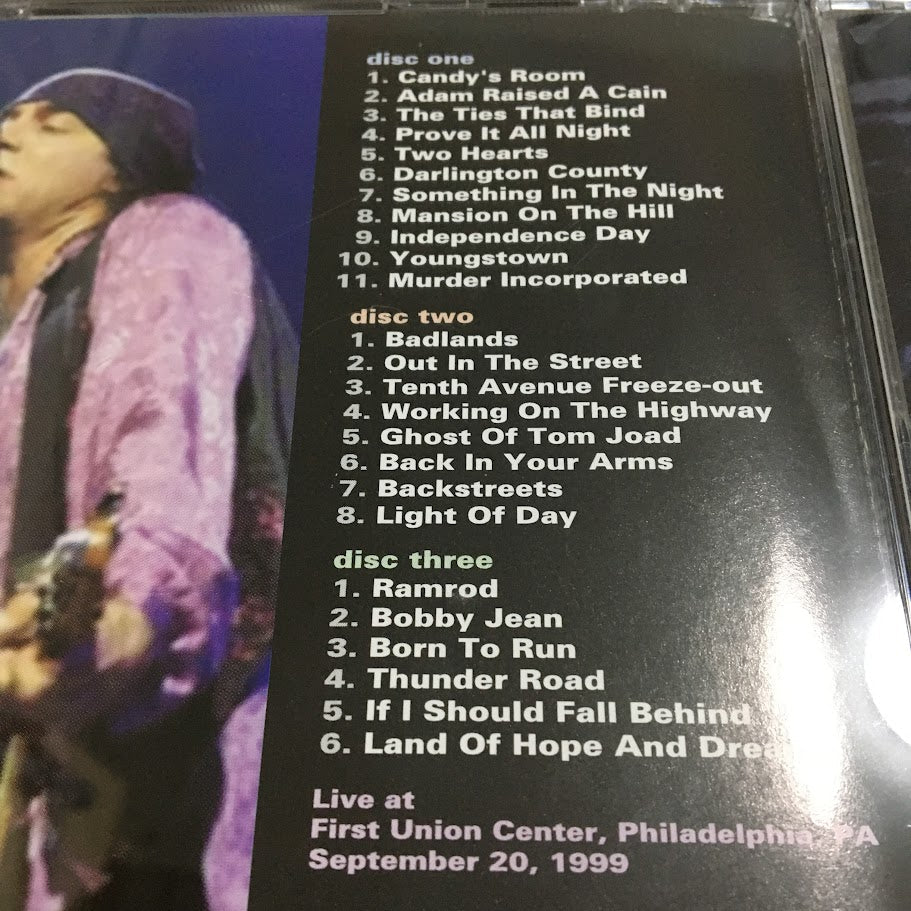 disc one
1. Candy's Room
2. Adam Raised A Cain
3. The Ties That Bind
4. Prove It All Night
5. Two Hearts
6. Darlington County
7. Something In The Night
8. Mansion On The Hill
9. Independence Day
10. Youngstown
11. Murder Incorporated
disc two
1. Badlands
2. Out In The Street
3. Tenth Avenue Freeze-out
4. Working On The Highway
5. Ghost Of Tom Joad
6. Back In Your Arms
7. Backstreets
8. Light Of Day
disc three
1. Ramrod
2. Bobby Jean
3. Born To Run
4. Thunder Road
5. If I Should Fall Behind
6. Land Of Hope And
Live at
First Union Center, Philadelphia, PA
September 20, 1999